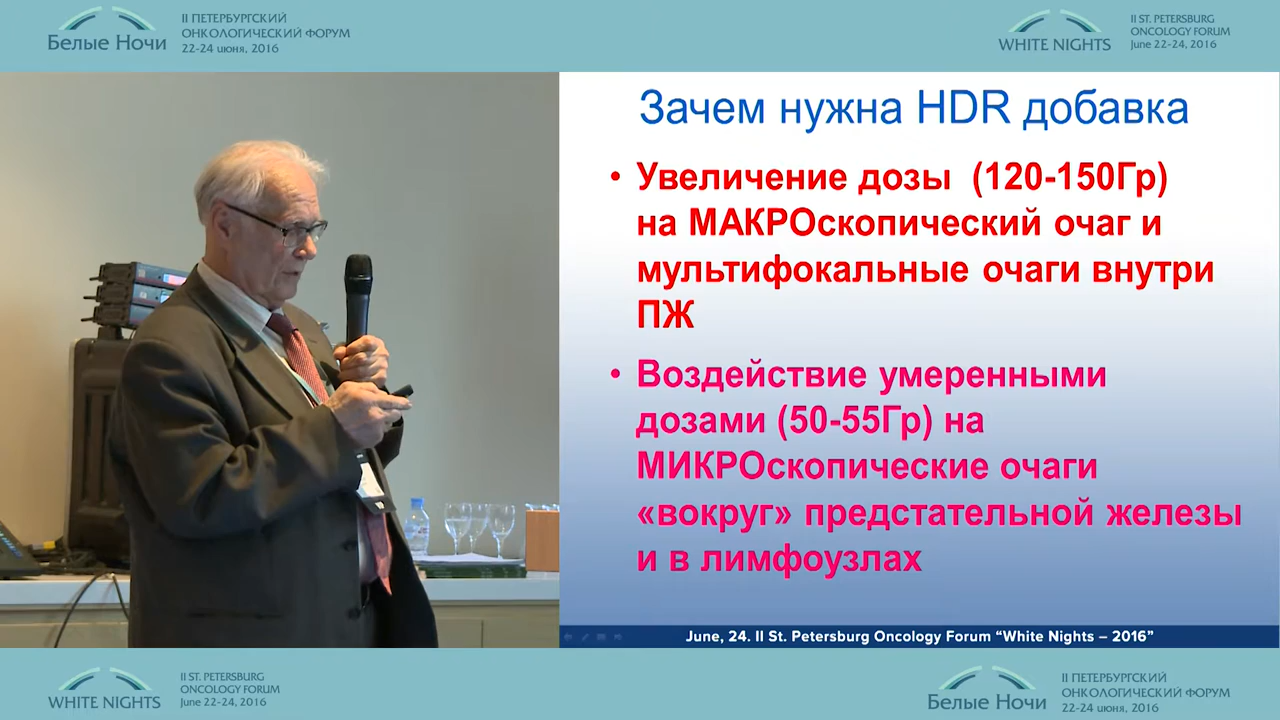 Белые Ночи
II ПЕТЕРБУРГСКИЙ
ОНКОЛОГИЧЕСКИЙ ФОРУМ
22-24 июня, 2016
WHITE NIGHTS
II ST. PETERSBURG
ONCOLOGY FORUM
June 22-24, 2016
Зачем нужна HDR добавка
• Увеличение дозы (120-150Гр)
на МАКРОскопический очаг и
мультифокальные очаги внутри
ПЖ
• Воздействие умеренными
дозами (50-55Гр) на
МИКРОскопические очаги
«вокруг» предстательной железы
и в лимфоузлах
June, 24. II St. Petersburg Oncology Forum “White Nights – 2016”
WHITE NIGHTS
II ST. PETERSBURG
ONCOLOGY FORUM
June 22-24, 2016
Белые Ночи
II ПЕТЕРБУРГСКИЙ
ОНКОЛОГИЧЕСКИЙ ФОРУМ
22-24 июня, 2016